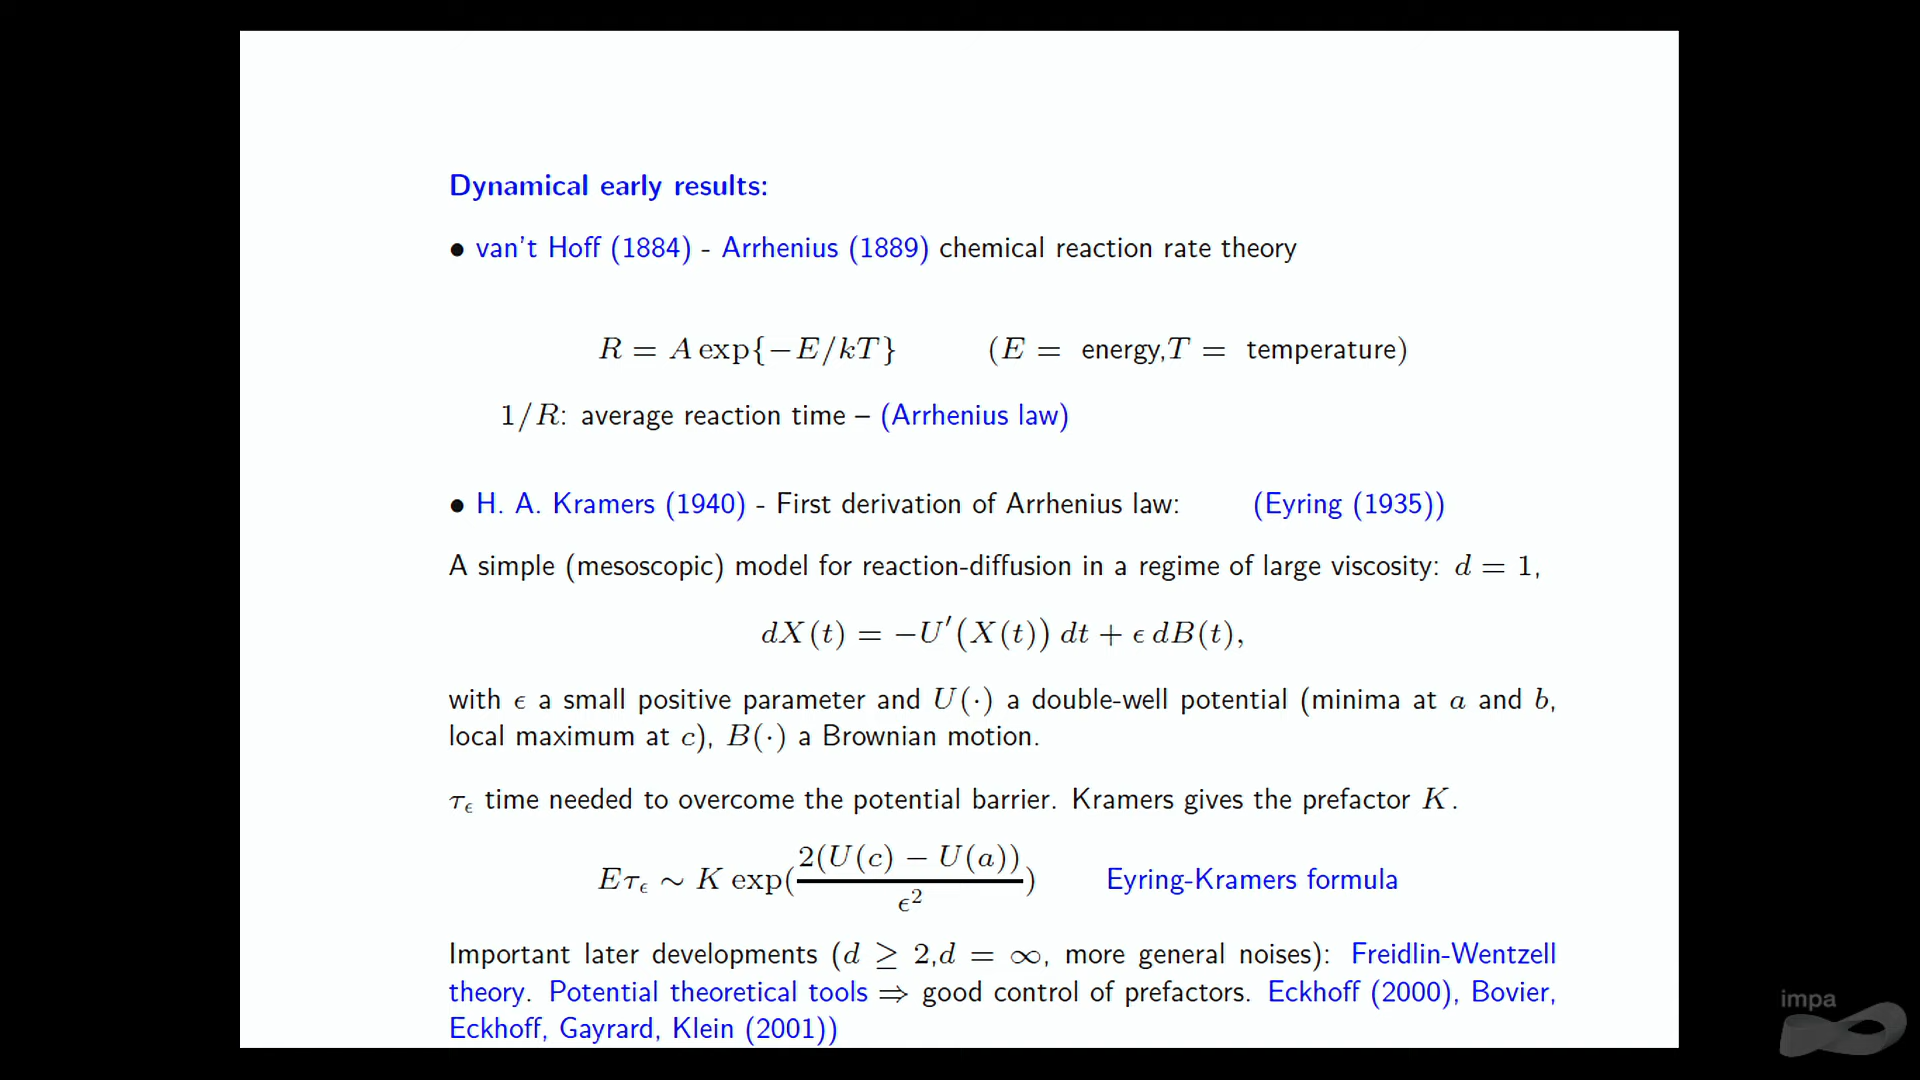 Dynamical early results:
• van't Hoff (1884) - Arrhenius (1889) chemical reaction rate theory
R = A exp{−E/kT} (E = energy,T = temperature)
1/R: average reaction time – (Arrhenius law)
• H. A. Kramers (1940) - First derivation of Arrhenius law: (Eyring (1935))
A simple (mesoscopic) model for reaction-diffusion in a regime of large viscosity: d = 1,
dX(t) = −U′(X(t)) dt + ϵ dB(t),
with ϵ a small positive parameter and U(·) a double-well potential (minima at a and b,
local maximum at c), B(·) a Brownian motion.
τ_ϵ time needed to overcome the potential barrier. Kramers gives the prefactor K.
Eτ_ϵ ∼ K exp(2(U(c) − U(a))/ϵ²) Eyring-Kramers formula
Important later developments (d ≥ 2,d = ∞, more general noises): Freidlin-Wentzell
theory. Potential theoretical tools ⇒ good control of prefactors. Eckhoff (2000), Bovier,
Eckhoff, Gayrard, Klein (2001))
impa